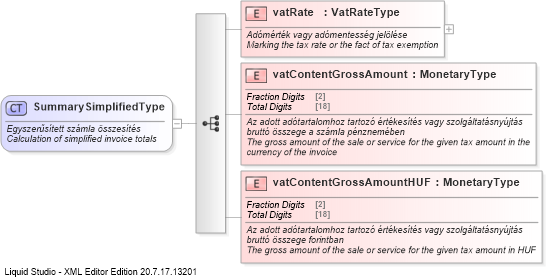 E vatRate : VatRateType
Adómérték vagy adómentesség jelölése
Marking the tax rate or the fact of tax exemption
CT SummarySimplifiedType
Egyszerűsített számla összesítés
Calculation of simplified invoice totals
E vatContentGrossAmount : MonetaryType
Fraction Digits [2]
Total Digits [18]
Az adott adótartalomhoz tartozó értékesítés vagy szolgáltatásnyújtás
bruttó összege a számla pénznemében
The gross amount of the sale or service for the given tax amount in the
currency of the invoice
E vatContentGrossAmountHUF : MonetaryType
Fraction Digits [2]
Total Digits [18]
Az adott adótartalomhoz tartozó értékesítés vagy szolgáltatásnyújtás
bruttó összege forintban
The gross amount of the sale or service for the given tax amount in HUF
Liquid Studio - XML Editor Edition 20.7.17.13201